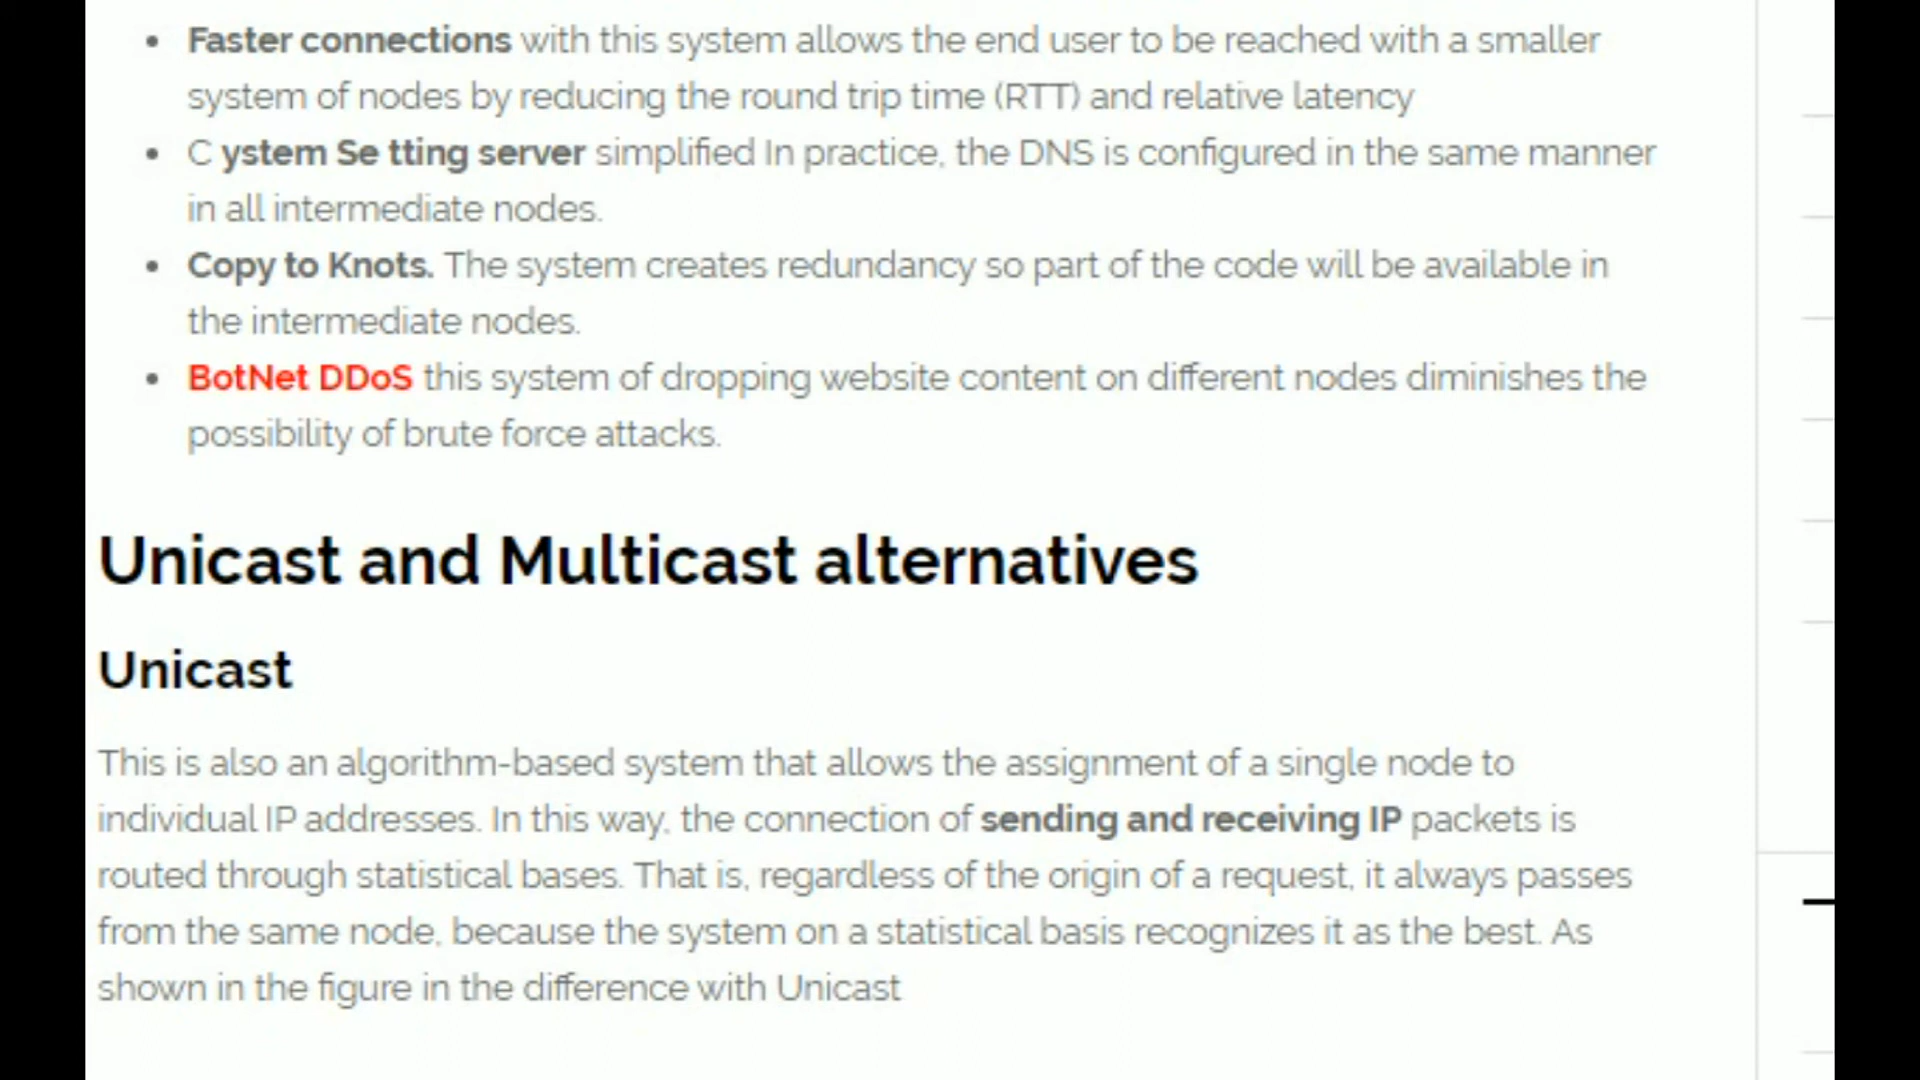 Faster connections with this system allows the end user to be reached with a smaller
system of nodes by reducing the round trip time (RTT) and relative latency
C ystem Se tting server simplified In practice, the DNS is configured in the same manner
in all intermediate nodes.
Copy to Knots. The system creates redundancy so part of the code will be available in
the intermediate nodes.
BotNet DDoS this system of dropping website content on different nodes diminishes the
possibility of brute force attacks.
Unicast and Multicast alternatives
Unicast
This is also an algorithm-based system that allows the assignment of a single node to
individual IP addresses. In this way, the connection of sending and receiving IP packets is
routed through statistical bases. That is, regardless of the origin of a request, it always passes
from the same node, because the system on a statistical basis recognizes it as the best. As
shown in the figure in the difference with Unicast